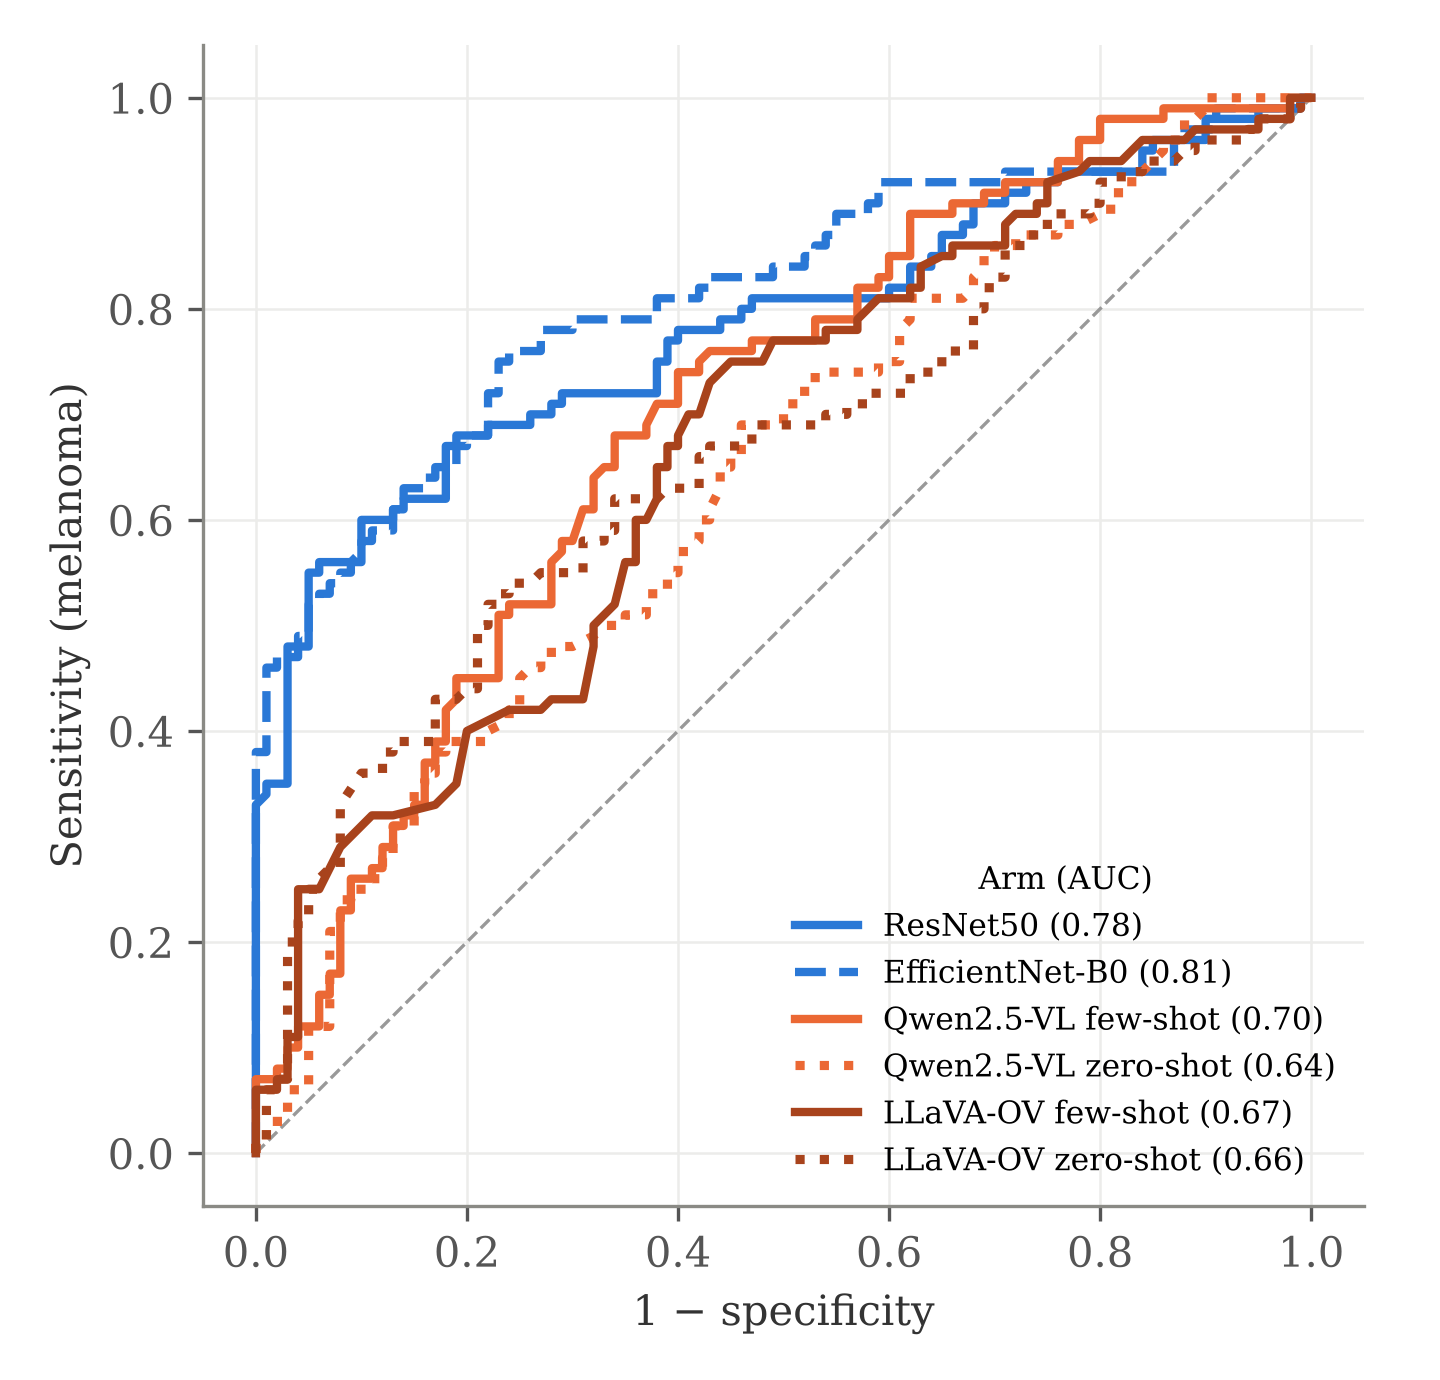 1.0
0.8
0.6
0.4
0.2
0.0
Sensitivity (melanoma)
Arm (AUC)
ResNet50 (0.78)
EfficientNet-B0 (0.81)
Qwen2.5-VL few-shot (0.70)
Qwen2.5-VL zero-shot (0.64)
LLaVA-OV few-shot (0.67)
LLaVA-OV zero-shot (0.66)
0.0 0.2 0.4 0.6 0.8 1.0
1 − specificity